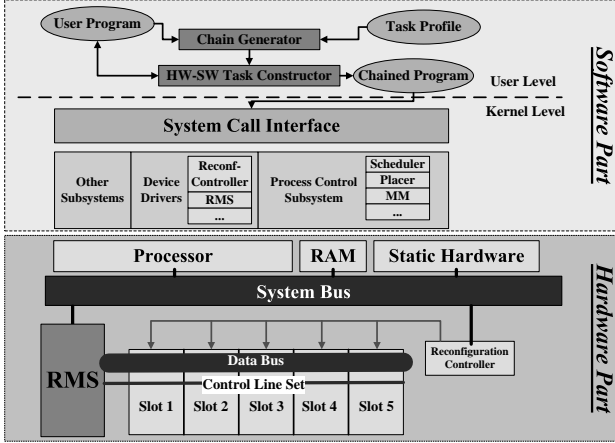 User Program
Chain Generator
Task Profile
HW-SW Task Constructor
Chained Program
User Level
Kernel Level
System Call Interface
Other
Subsystems
Device
Drivers
Reconf-
Controller
RMS
...
Process Control
Subsystem
Scheduler
Placer
MM
...
Software Part
Processor
RAM
Static Hardware
System Bus
RMS
Data Bus
Control Line Set
Slot 1
Slot 2
Slot 3
Slot 4
Slot 5
Reconfiguration
Controller
Hardware Part